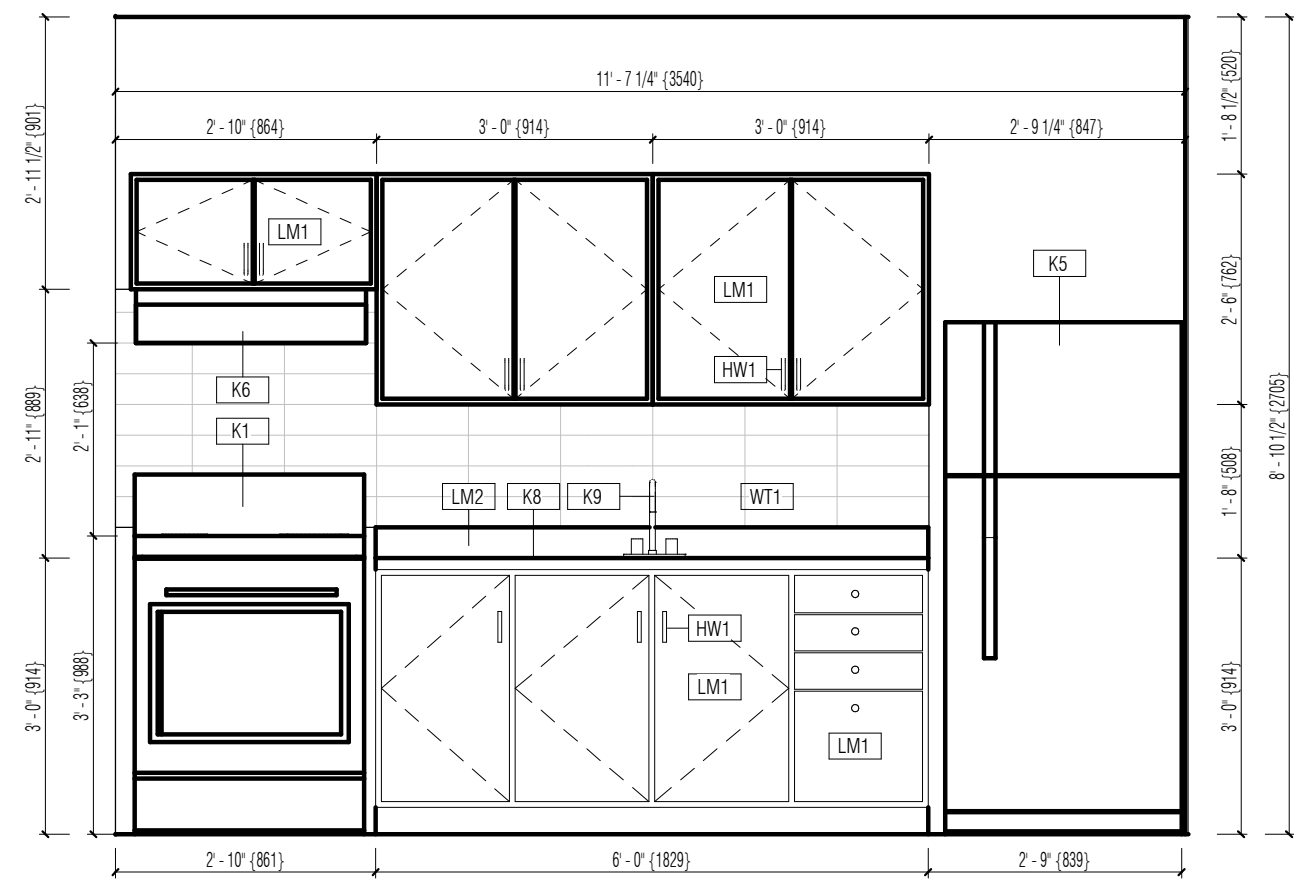 11' - 7 1/4" {3540}
2' - 10" {864}
3' - 0" {914}
3' - 0" {914}
2' - 9 1/4" {847}
2' - 11 1/2" {901}
2' - 11" {889}
2' - 1" {638}
3' - 0" {914}
3' - 3" {988}
LM1
LM1
K5
HW1
K6
K1
LM2
K8
K9
WT1
HW1
LM1
LM1
1' - 8 1/2" {520}
2' - 6" {762}
1' - 8" {508}
3' - 0" {914}
8' - 10 1/2" {2705}
2' - 10" {861}
6' - 0" {1829}
2' - 9" {839}